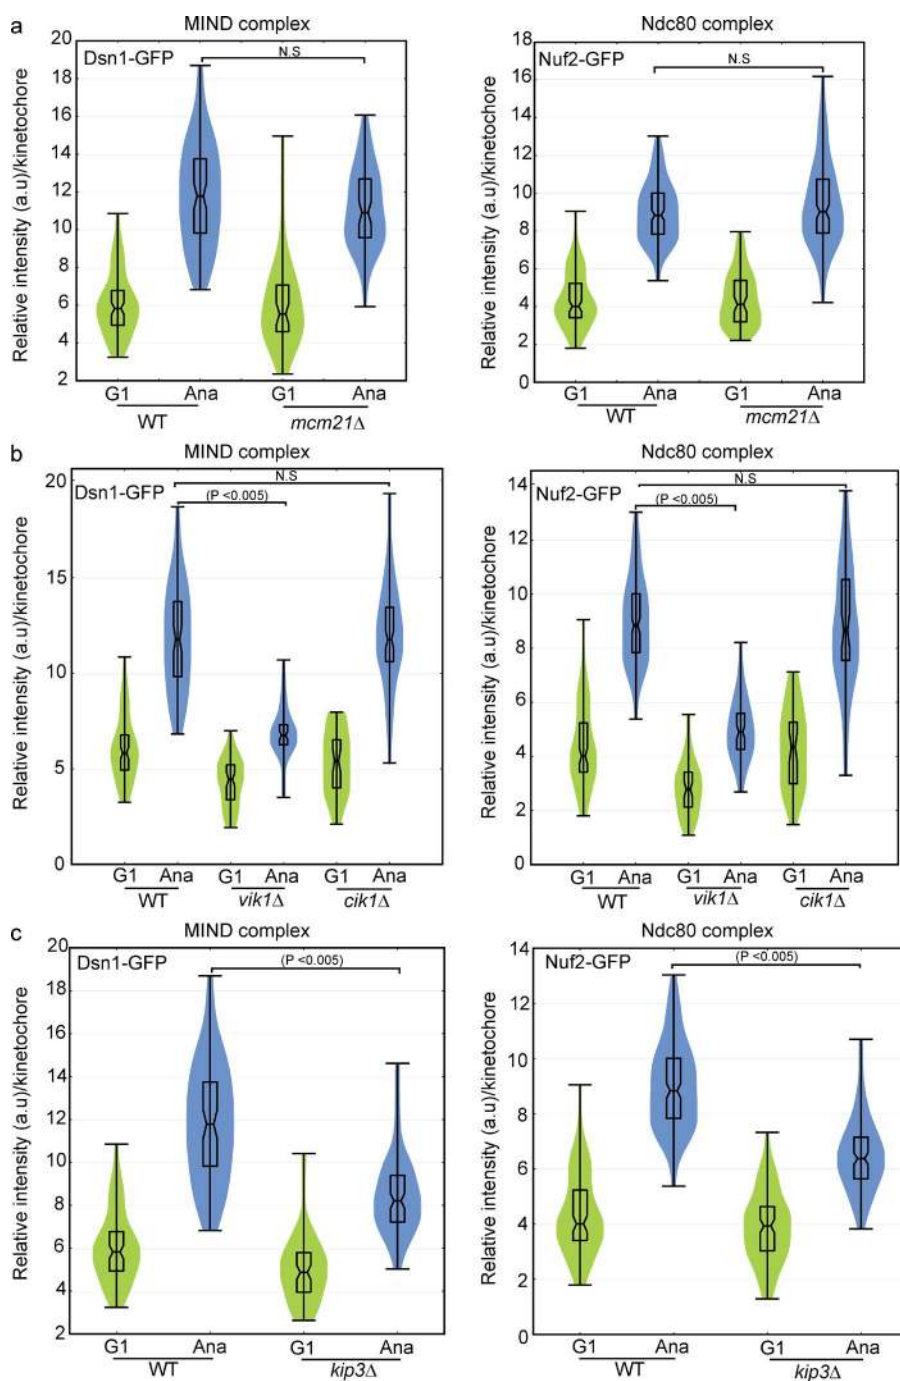 a
MIND complex
Dsn1-GFP
N.S
Relative intensity (a.u)/kinetochore
20
18
16
14
12
10
8
6
4
2
G1 Ana G1 Ana
WT mcm21Δ
Ndc80 complex
Nuf2-GFP
N.S
Relative intensity (a.u)/kinetochore
18
16
14
12
10
8
6
4
2
0
G1 Ana G1 Ana
WT mcm21Δ
b
MIND complex
Dsn1-GFP
N.S
(P <0.005)
Relative intensity (a.u)/kinetochore
20
15
10
5
0
G1 Ana G1 Ana G1 Ana
WT vik1Δ cik1Δ
Ndc80 complex
Nuf2-GFP
N.S
(P <0.005)
Relative intensity (a.u)/kinetochore
14
12
10
8
6
4
2
0
G1 Ana G1 Ana G1 Ana
WT vik1Δ cik1Δ
c
MIND complex
Dsn1-GFP
(P <0.005)
Relative intensity (a.u)/kinetochore
20
18
16
14
12
10
8
6
4
2
G1 Ana G1 Ana
WT kip3Δ
Ndc80 complex
Nuf2-GFP
(P <0.005)
Relative intensity (a.u)/kinetochore
14
12
10
8
6
4
2
0
G1 Ana G1 Ana
WT kip3Δ